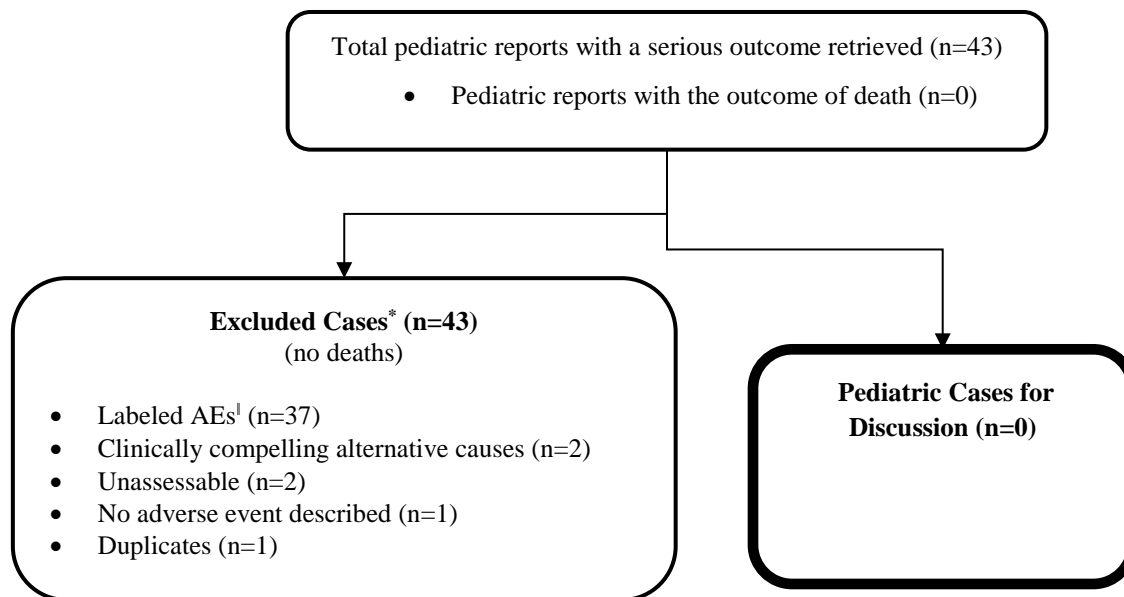 Total pediatric reports with a serious outcome retrieved (n=43)
• Pediatric reports with the outcome of death (n=0)
Excluded Cases* (n=43)
(no deaths)
• Labeled AEs‖ (n=37)
• Clinically compelling alternative causes (n=2)
• Unassessable (n=2)
• No adverse event described (n=1)
• Duplicates (n=1)
Pediatric Cases for
Discussion (n=0)